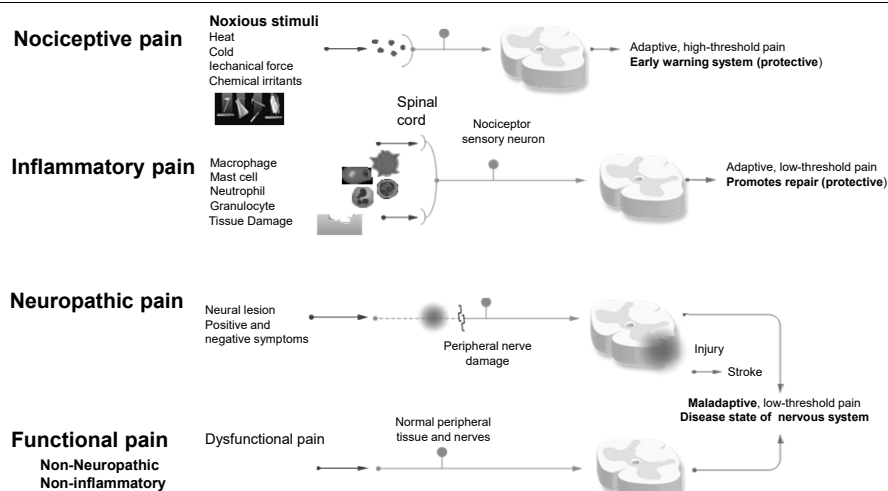 Nociceptive pain
Noxious stimuli
Heat
Cold
Iechanical force
Chemical irritants
Adaptive, high-threshold pain
Early warning system (protective)
Spinal
cord
Nociceptor
sensory neuron
Inflammatory pain
Macrophage
Mast cell
Neutrophil
Granulocyte
Tissue Damage
Adaptive, low-threshold pain
Promotes repair (protective)
Neuropathic pain
Neural lesion
Positive and
negative symptoms
Peripheral nerve
damage
Injury
Stroke
Maladaptive, low-threshold pain
Disease state of nervous system
Functional pain
Non-Neuropathic
Non-inflammatory
Dysfunctional pain
Normal peripheral
tissue and nerves